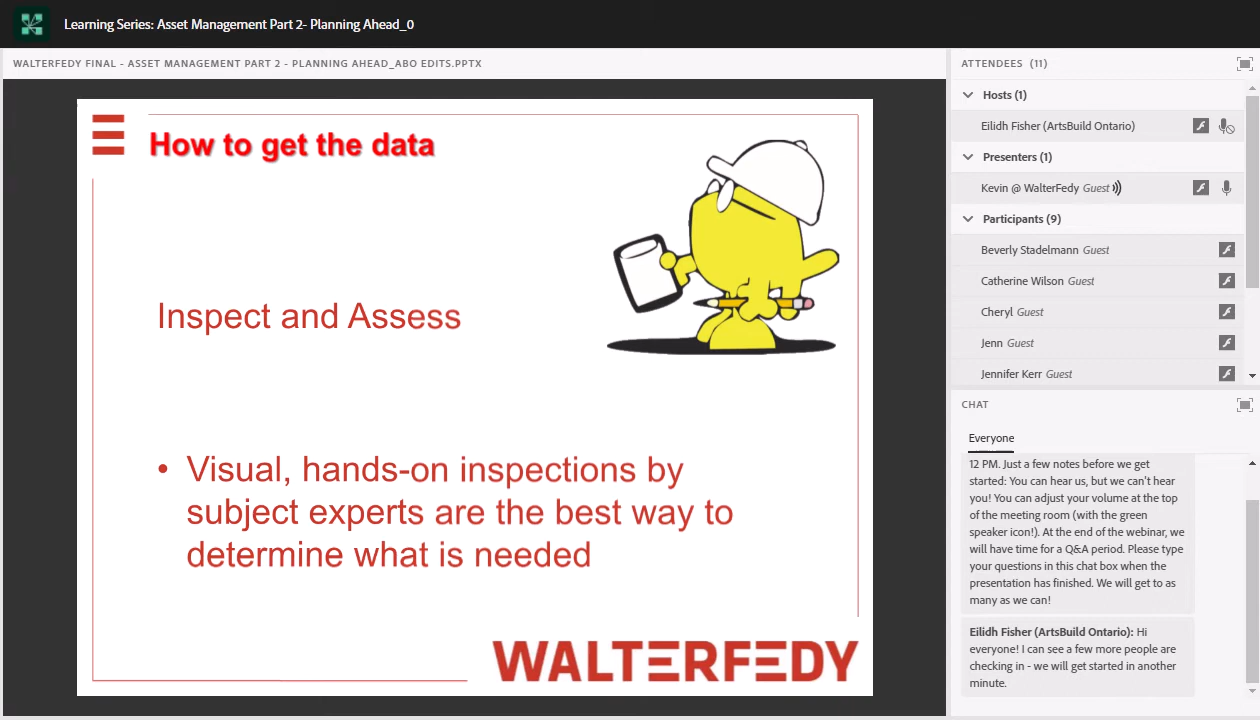 Learning Series: Asset Management Part 2- Planning Ahead_0
WALTERFEDY FINAL - ASSET MANAGEMENT PART 2 - PLANNING AHEAD_ABO EDITS.PPTX
How to get the data
Inspect and Assess
• Visual, hands-on inspections by
subject experts are the best way to
determine what is needed
WALTERFEDY
ATTENDEES (11)
Hosts (1)
Eilidh Fisher (ArtsBuild Ontario)
Presenters (1)
Kevin @ WalterFedy Guest
Participants (9)
Beverly Stadelmann Guest
Catherine Wilson Guest
Cheryl Guest
Jenn Guest
Jennifer Kerr Guest
CHAT
Everyone
12 PM. Just a few notes before we get
started: You can hear us, but we can't hear
you! You can adjust your volume at the top
of the meeting room (with the green
speaker icon!). At the end of the webinar, we
will have time for a Q&A period. Please type
your questions in this chat box when the
presentation has finished. We will get to as
many as we can!
Eilidh Fisher (ArtsBuild Ontario): Hi
everyone! I can see a few more people are
checking in - we will get started in another
minute.